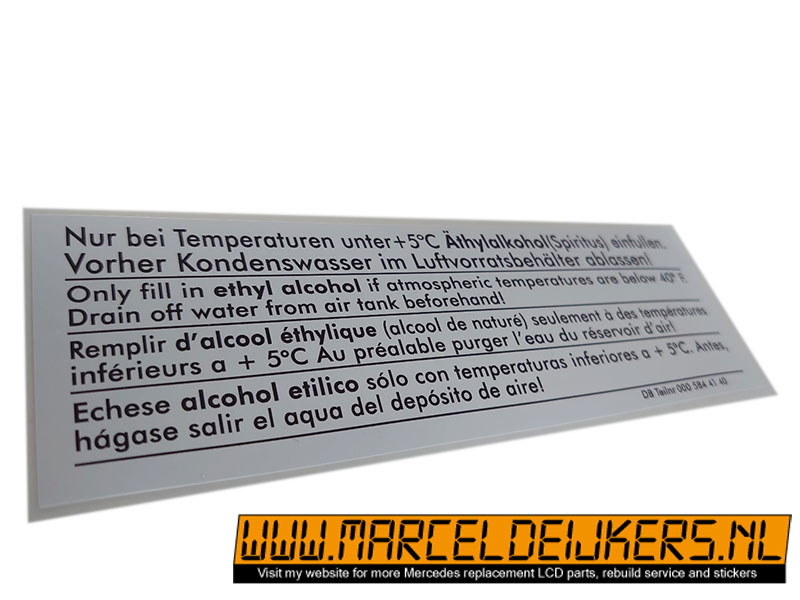 Nur bei Temperaturen unter +5°C Äthylalkohol (Spiritus) einfüllen.
Vorher Kondenswasser im Luftvorratsbehälter ablassen!
Only fill in ethyl alcohol if atmospheric temperatures are below 40° F.
Drain off water from air tank beforehand!
Remplir d'alcool éthylique (alcool de naturé) seulement à des températures
inférieurs a + 5°C Au préalable purger l'eau du réservoir d'air!
Echese alcohol etilico sólo con temperaturas inferiores a + 5°C. Antes,
hágase salir el aqua del depósito de aire!
DB Teilnr 000 584 41 40
WWW.MARCELDEIJKERS.NL
Visit my website for more Mercedes replacement LCD parts, rebuild service and stickers